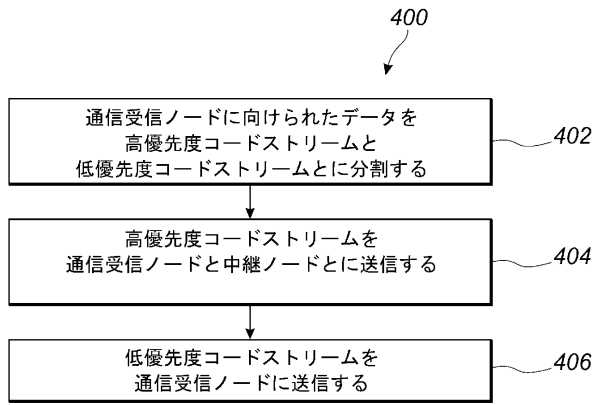 400
通信受信ノードに向けられたデータを
高優先度コードストリームと
低優先度コードストリームとに分割する
402
高優先度コードストリームを
通信受信ノードと中継ノードとに送信する
404
低優先度コードストリームを
通信受信ノードに送信する
406